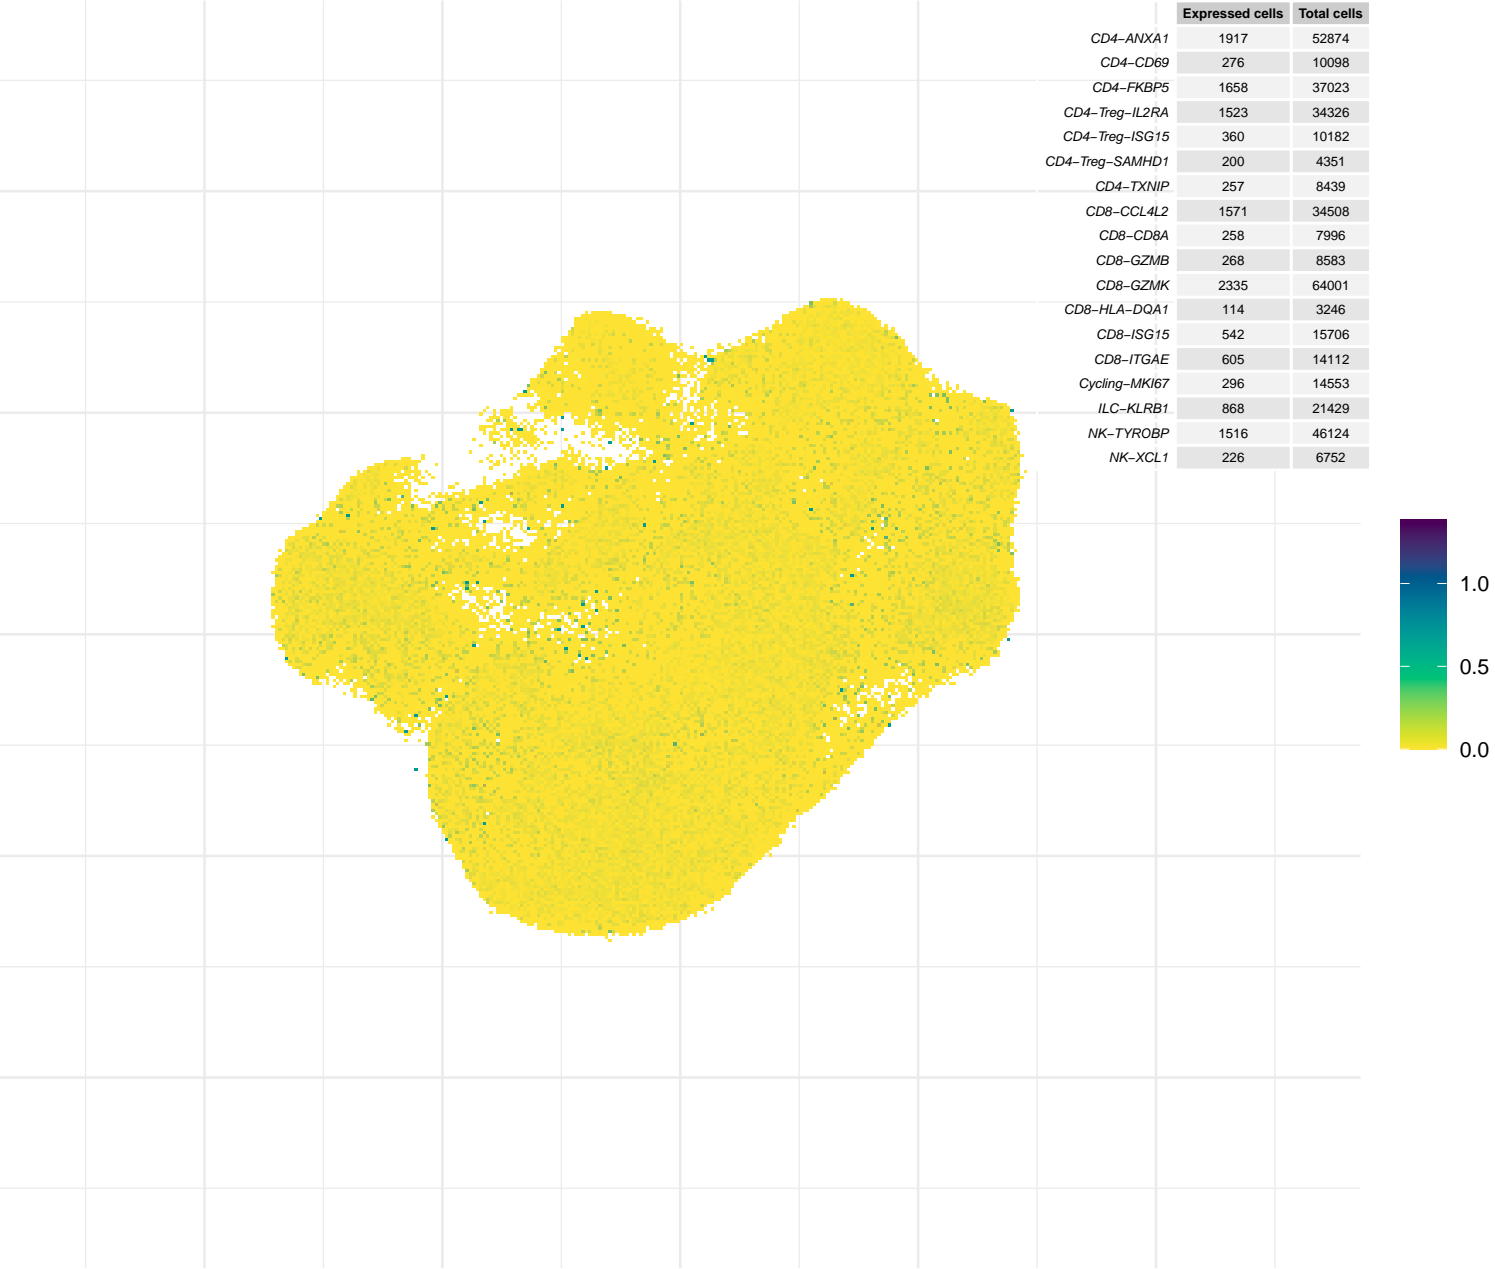 Expressed cells Total cells
CD4−ANXA1 1917 52874
CD4−CD69 276 10098
CD4−FKBP5 1658 37023
CD4−Treg−IL2RA 1523 34326
CD4−Treg−ISG15 360 10182
CD4−Treg−SAMHD1 200 4351
CD4−TXNIP 257 8439
CD8−CCL4L2 1571 34508
CD8−CD8A 258 7996
CD8−GZMB 268 8583
CD8−GZMK 2335 64001
CD8−HLA−DQA1 114 3246
CD8−ISG15 542 15706
CD8−ITGAE 605 14112
Cycling−MKI67 296 14553
ILC−KLRB1 868 21429
NK−TYROBP 1516 46124
NK−XCL1 226 6752
1.0
0.5
0.0